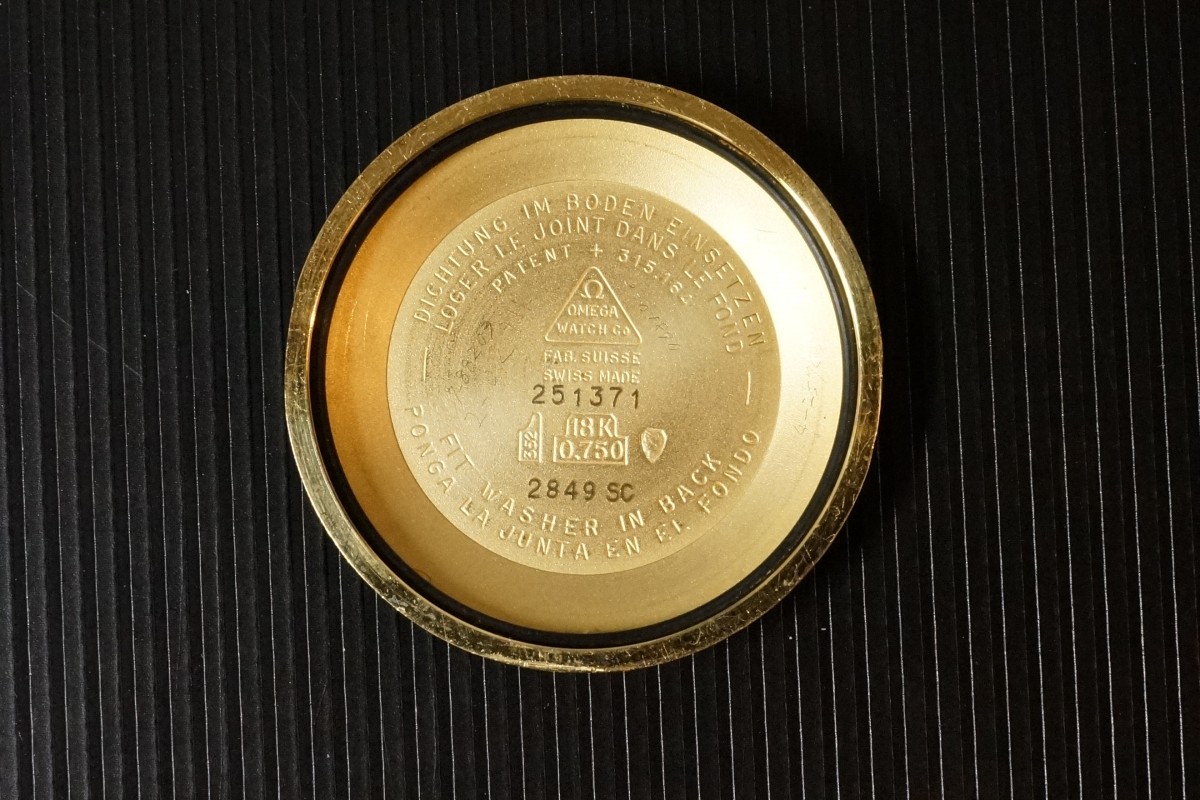 DICHTUNG IM BODEN EINSETZEN
LOGER LE JOINT DANS LE FOND
PATENT + 315.164
Ω
OMEGA
WATCH Co
FAB. SUISSE
SWISS MADE
251371
352
18K
0,750
2849 SC
FIT WASHER IN BACK
PONGA LA JUNTA EN EL FONDO